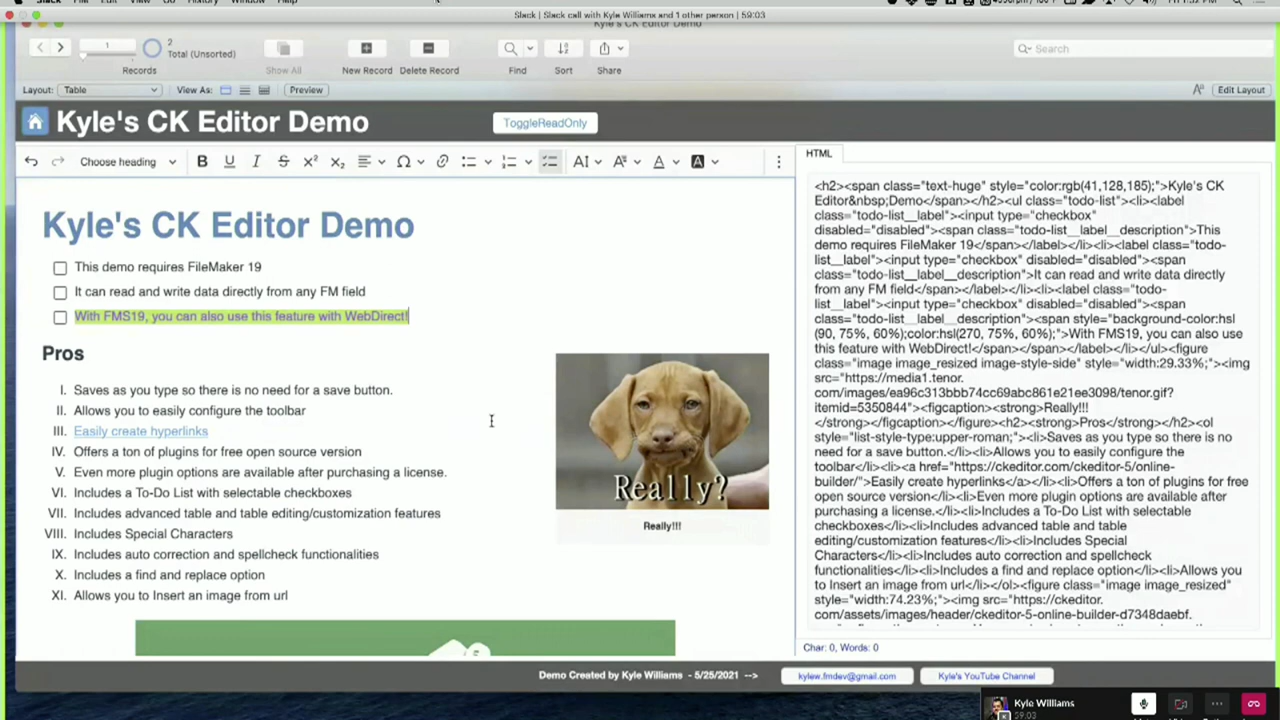 Slack
History
Window
Help
Slack | Slack call with Kyle Williams and 1 other person | 59:03
Kyle's CK Editor Demo
1
2
Total (Unsorted)
Search
Records
Show All
New Record
Delete Record
Find
Sort
Share
Layout:
Table
View As:
Preview
Edit Layout
Kyle's CK Editor Demo
ToggleReadOnly
Choose heading
HTML
Kyle's CK Editor Demo
This demo requires FileMaker 19
It can read and write data directly from any FM field
With FMS19, you can also use this feature with WebDirect!
Pros
I. Saves as you type so there is no need for a save button.
II. Allows you to easily configure the toolbar
III. Easily create hyperlinks
IV. Offers a ton of plugins for free open source version
V. Even more plugin options are available after purchasing a license.
VI. Includes a To-Do List with selectable checkboxes
VII. Includes advanced table and table editing/customization features
VIII. Includes Special Characters
IX. Includes auto correction and spellcheck functionalities
X. Includes a find and replace option
XI. Allows you to Insert an image from url
Really?
Really!!!
<h2><span class="text-huge" style="color:rgb(41,128,185);">Kyle's CK
Editor&nbsp;Demo</span></h2><ul class="todo-list"><li><label
class="todo-list__label"><input type="checkbox"
disabled="disabled"><span class="todo-list__label__description">This
demo requires FileMaker 19</span></label></li><li><label class="todo-
list__label"><input type="checkbox" disabled="disabled"><span
class="todo-list__label__description">It can read and write data directly
from any FM field</span></label></li><li><label class="todo-
list__label"><input type="checkbox" disabled="disabled"><span
class="todo-list__label__description"><span style="background-color:hsl
(90, 75%, 60%);color:hsl(270, 75%, 60%);">With FMS19, you can also use
this feature with WebDirect!</span></span></label></li></ul><figure
class="image image_resized image-style-side" style="width:29.33%;"><img
src="https://media1.tenor.
com/images/ea96c313bbb74cc69abc861e21ee3098/tenor.gif?
itemid=5350844"><figcaption><strong>Really!!!
</strong></figcaption></figure><h2><strong>Pros</strong></h2><ol
style="list-style-type:upper-roman;"><li>Saves as you type so there is no
need for a save button.</li><li>Allows you to easily configure the
toolbar</li><li><a href="https://ckeditor.com/ckeditor-5/online-
builder/">Easily create hyperlinks</a></li><li>Offers a ton of plugins for free
open source version</li><li>Even more plugin options are available after
purchasing a license.</li><li>Includes a To-Do List with selectable
checkboxes</li><li>Includes advanced table and table
editing/customization features</li><li>Includes Special
Characters</li><li>Includes auto correction and spellcheck
functionalities</li><li>Includes a find and replace option</li><li>Allows you
to Insert an image from url</li></ol><figure class="image image_resized"
style="width:74.23%;"><img src="https://ckeditor.
com/assets/images/header/ckeditor-5-online-builder-d7348daebf.
Char: 0, Words: 0
Demo Created by Kyle Williams - 5/25/2021 -->
kylew.fmdev@gmail.com
Kyle's YouTube Channel
Kyle Williams
59:03